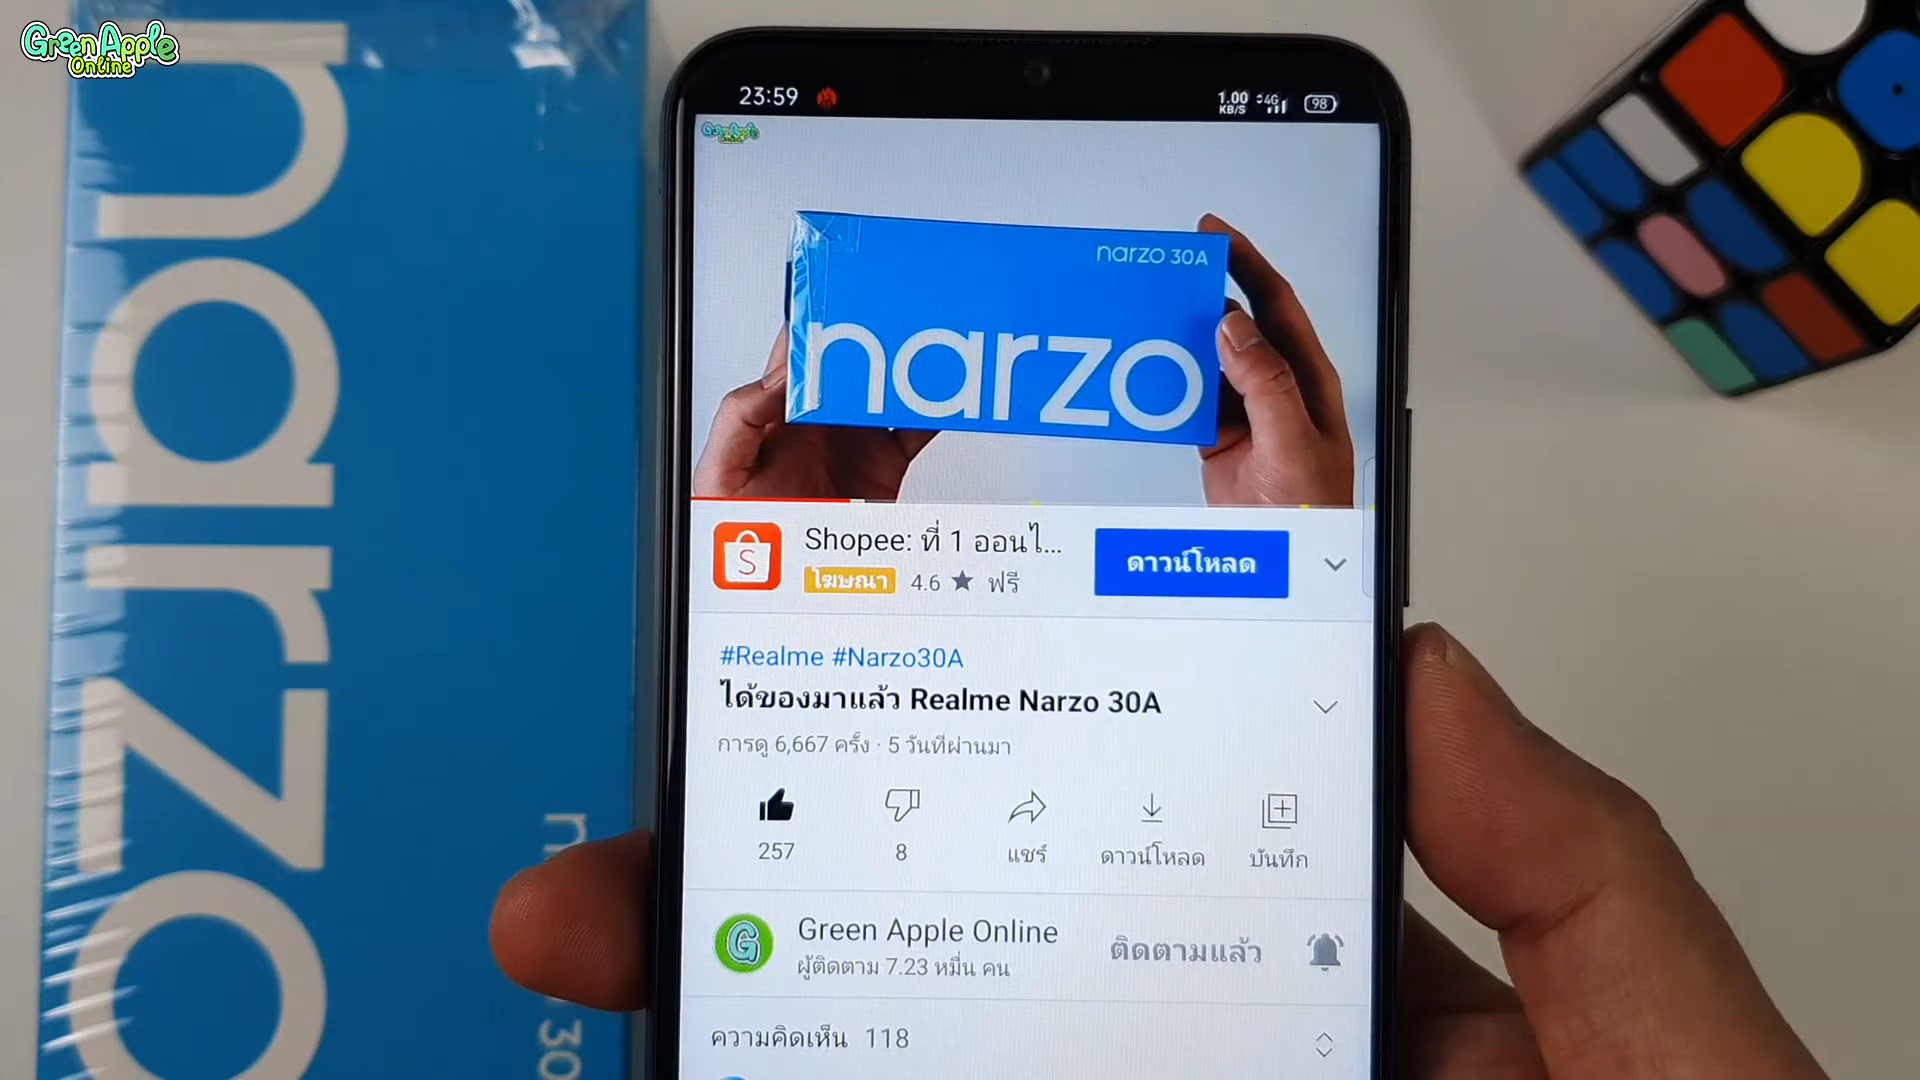 Green Apple
Online
narzo
23:59
1.00
KB/S
4G
98
Green Apple
Online
narzo 30A
narzo
S
Shopee: ที่ 1 ออนไ...
ดาวน์โหลด
โฆษณา 4.6 ★ ฟรี
#Realme #Narzo30A
ได้ของมาแล้ว Realme Narzo 30A
การดู 6,667 ครั้ง · 5 วันที่ผ่านมา
257
8
แชร์
ดาวน์โหลด
บันทึก
G
Green Apple Online
ผู้ติดตาม 7.23 หมื่น คน
ติดตามแล้ว
ความคิดเห็น 118